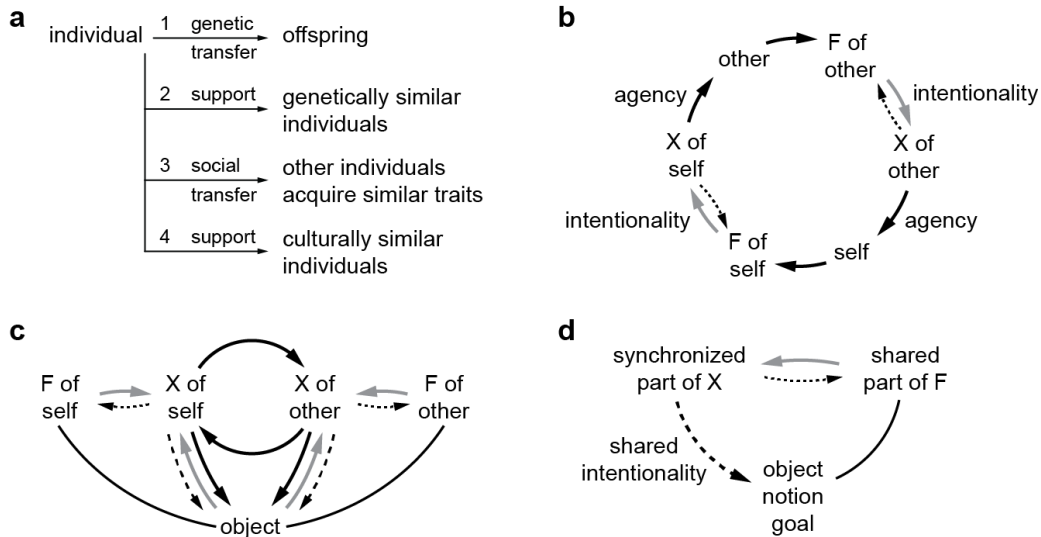 a
individual
1 genetic
transfer
offspring
2 support
genetically similar
individuals
3 social
transfer
other individuals
acquire similar traits
4 support
culturally similar
individuals
b
other
F of
other
agency
intentionality
X of
self
X of
other
intentionality
agency
F of
self
self
c
F of
self
X of
self
X of
other
F of
other
object
d
synchronized
part of X
shared
part of F
shared
intentionality
object
notion
goal